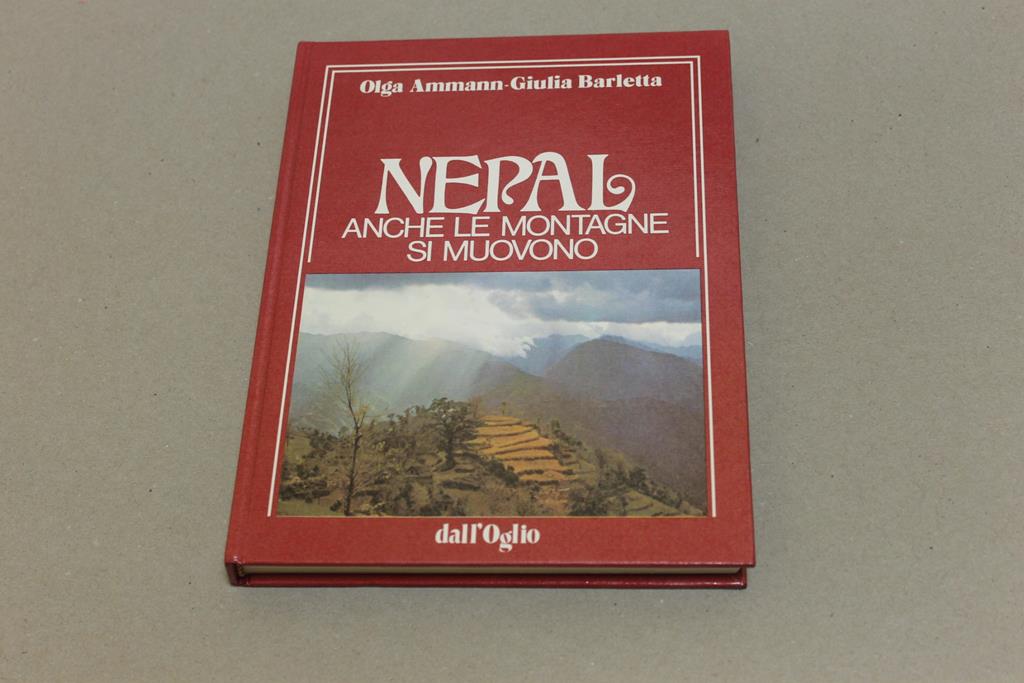 Olga Ammann-Giulia Barletta
NEPAL
ANCHE LE MONTAGNE
SI MUOVONO
dall'Oglio